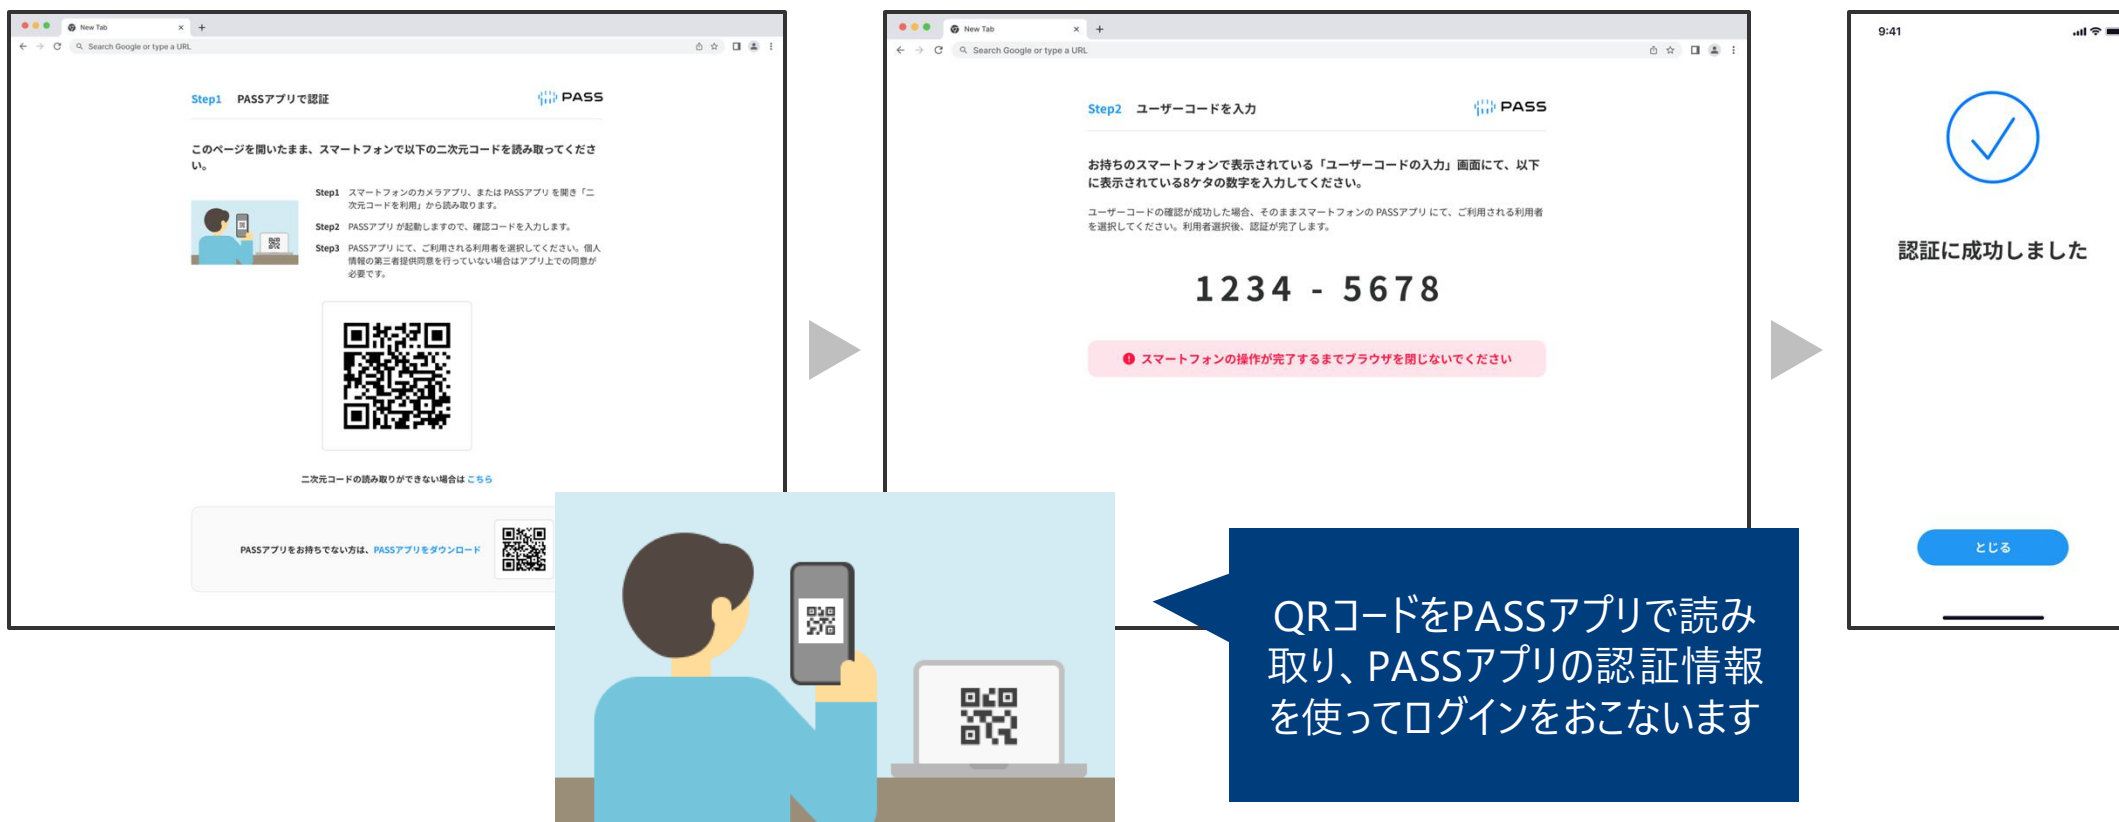 New Tab
Search Google or type a URL
Step1 PASSアプリで認証
PASS
このページを開いたまま、スマートフォンで以下の二次元コードを読み取ってくださ
い。
Step1 スマートフォンのカメラアプリ、または PASSアプリ を開き「二
次元コードを利用」から読み取ります。
Step2 PASSアプリ が起動しますので、確認コードを入力します。
Step3 PASSアプリ にて、ご利用される利用者を選択してください。個人
情報の第三者提供同意を行っていない場合はアプリ上での同意が
必要です。
二次元コードの読み取りができない場合は こちら
PASSアプリをお持ちでない方は、PASSアプリをダウンロード
New Tab
Search Google or type a URL
Step2 ユーザーコードを入力
PASS
お持ちのスマートフォンで表示されている「ユーザーコードの入力」画面にて、以下
に表示されている8ケタの数字を入力してください。
ユーザーコードの確認が成功した場合、そのままスマートフォンの PASSアプリ にて、ご利用される利用者
を選択してください。利用者選択後、認証が完了します。
1234 - 5678
スマートフォンの操作が完了するまでブラウザを閉じないでください
9:41
認証に成功しました
とじる
QRコードをPASSアプリで読み
取り、PASSアプリの認証情報
を使ってログインをおこないます